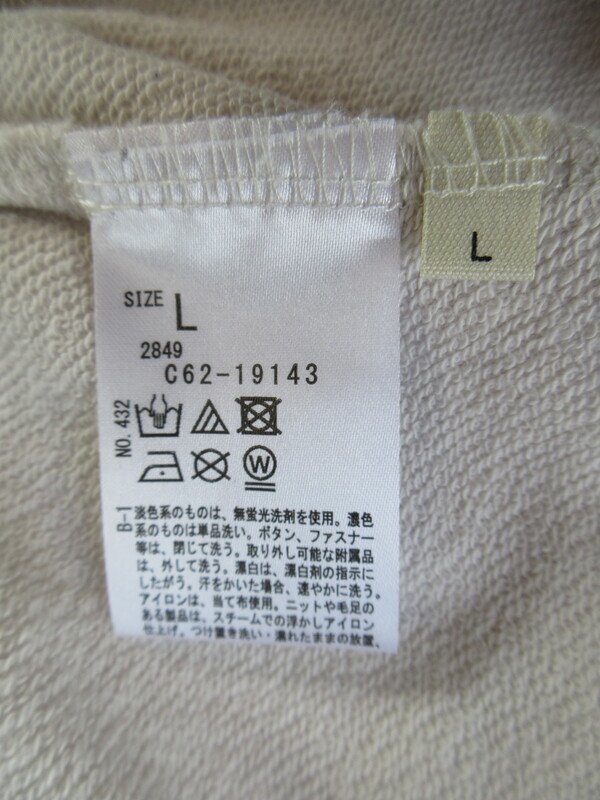 SIZE L
2849
C62-19143
NO. 432
W
B-1
淡色系のものは、無蛍光洗剤を使用。濃色
系のものは単品洗い。ボタン、ファスナー
等は、閉じて洗う。取り外し可能な附属品
は、外して洗う。漂白は、漂白剤の指示に
したがう。汗をかいた場合、速やかに洗う。
アイロンは、当て布使用。ニットや毛足の
ある製品は、スチームでの浮かしアイロン
仕上げ。つけ置き洗い・濡れたままの放置、
L